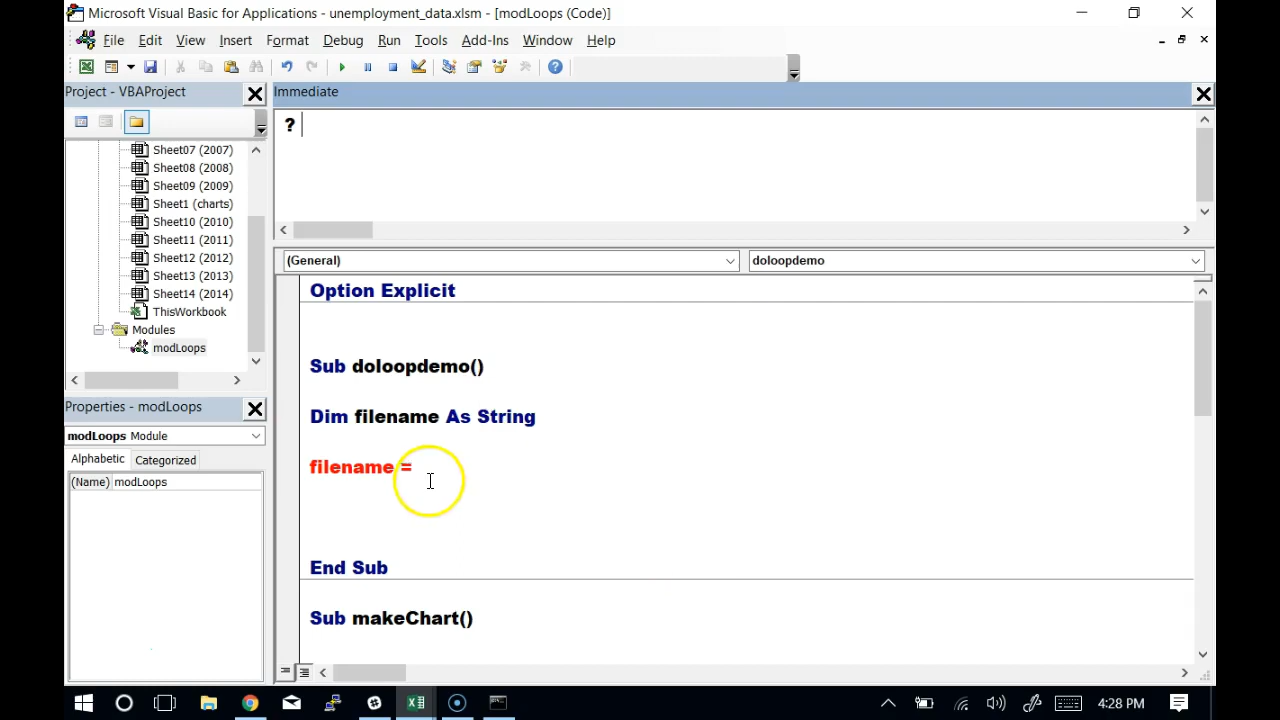 Microsoft Visual Basic for Applications - unemployment_data.xlsm - [modLoops (Code)]
File Edit View Insert Format Debug Run Tools Add-Ins Window Help
Project - VBAProject
Sheet07 (2007)
Sheet08 (2008)
Sheet09 (2009)
Sheet1 (charts)
Sheet10 (2010)
Sheet11 (2011)
Sheet12 (2012)
Sheet13 (2013)
Sheet14 (2014)
ThisWorkbook
Modules
modLoops
Properties - modLoops
modLoops Module
Alphabetic Categorized
(Name) modLoops
Immediate
?
(General) doloopdemo
Option Explicit
Sub doloopdemo()
Dim filename As String
filename =
End Sub
Sub makeChart()
4:28 PM